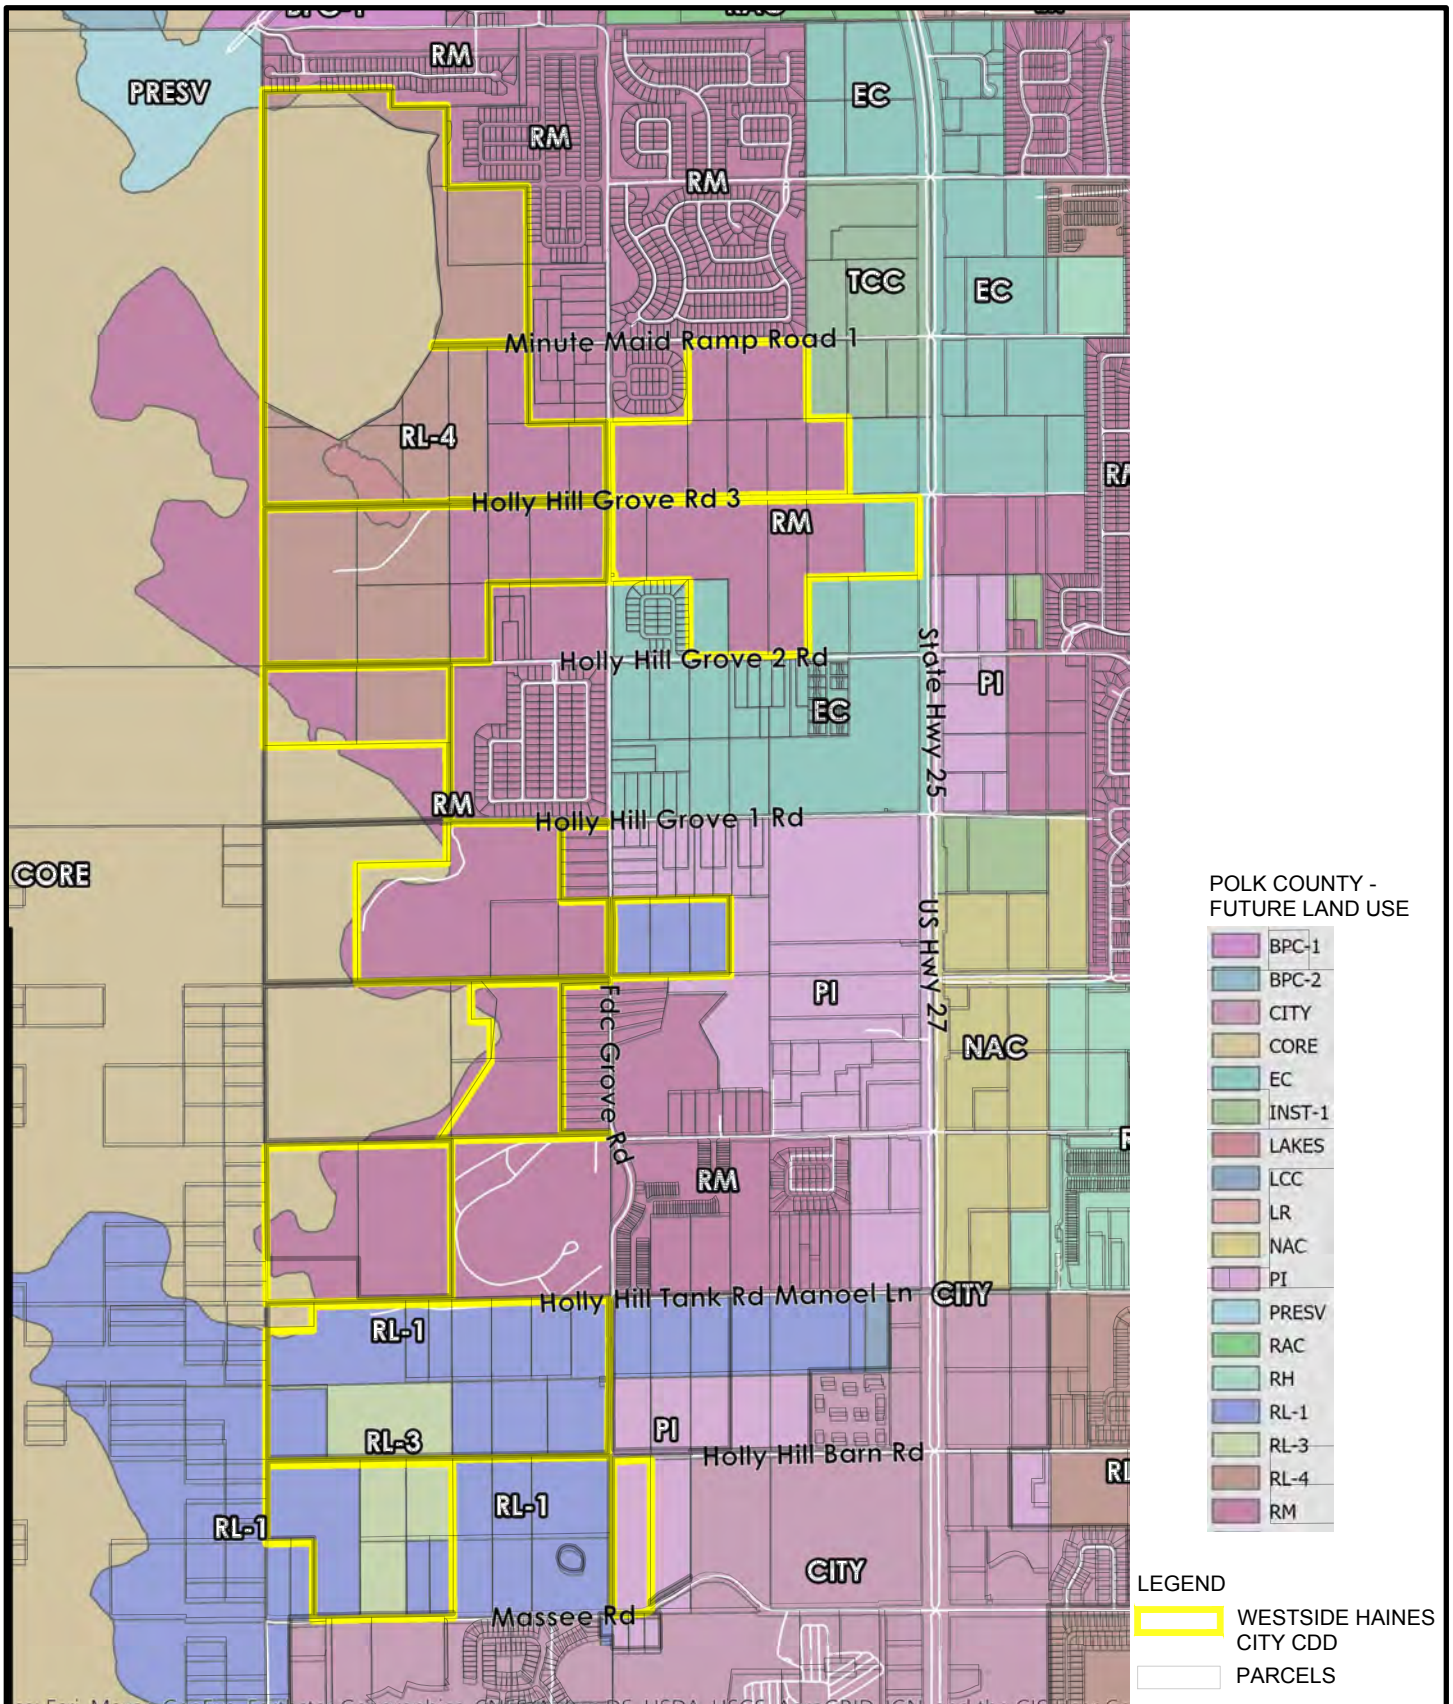 RM
PRESV
EC
RM
RM
TCC
EC
Minute Maid Ramp Road 1
RL-4
Holly Hill Grove Rd 3
RM
Holly Hill Grove 2 Rd
State Hwy 25
PI
EC
RM
Holly Hill Grove 1 Rd
CORE
US Hwy 27
PI
Fdc Grove Rd
NAC
RM
Holly Hill Tank Rd Manoel Ln
CITY
RL-1
RL-3
PI
Holly Hill Barn Rd
RL-1
RL-1
CITY
Massee Rd
POLK COUNTY -
FUTURE LAND USE
BPC-1
BPC-2
CITY
CORE
EC
INST-1
LAKES
LCC
LR
NAC
PI
PRESV
RAC
RH
RL-1
RL-3
RL-4
RM
LEGEND
WESTSIDE HAINES
CITY CDD
PARCELS